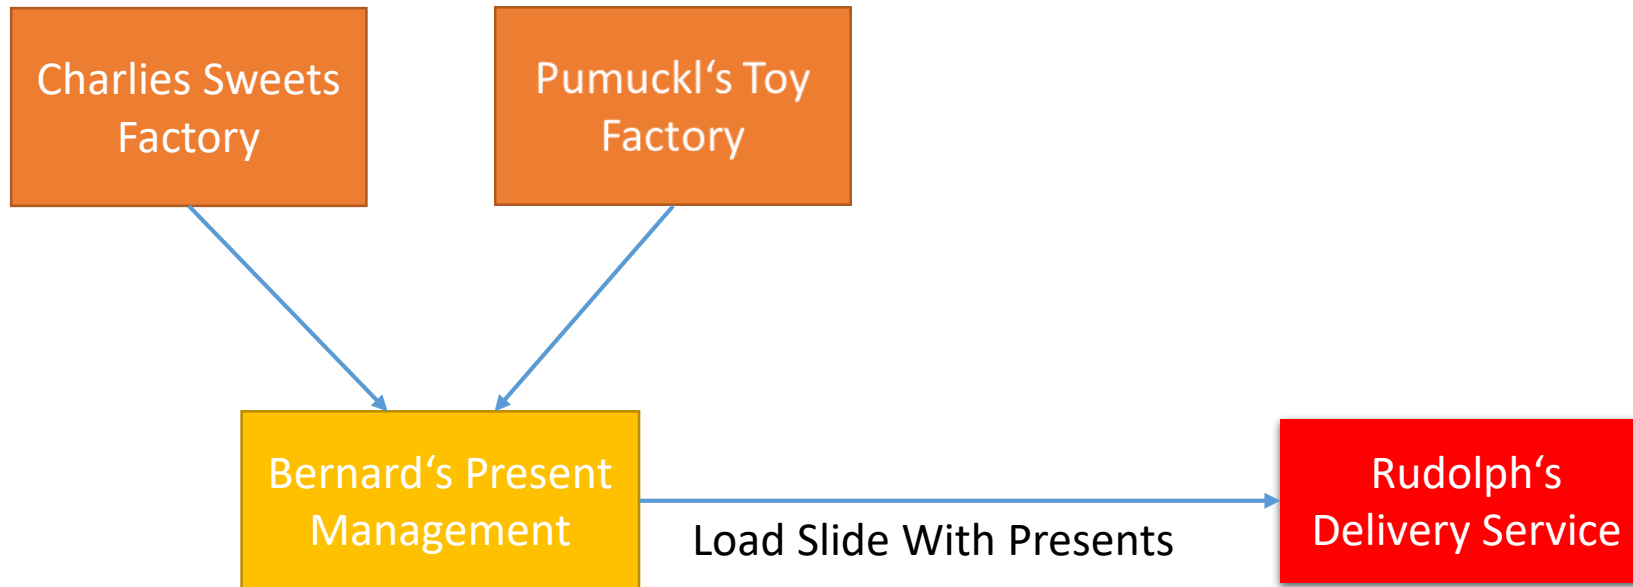 Charlies Sweets
Factory
Pumuckl‘s Toy
Factory
Bernard‘s Present
Management
Load Slide With Presents
Rudolph‘s
Delivery Service